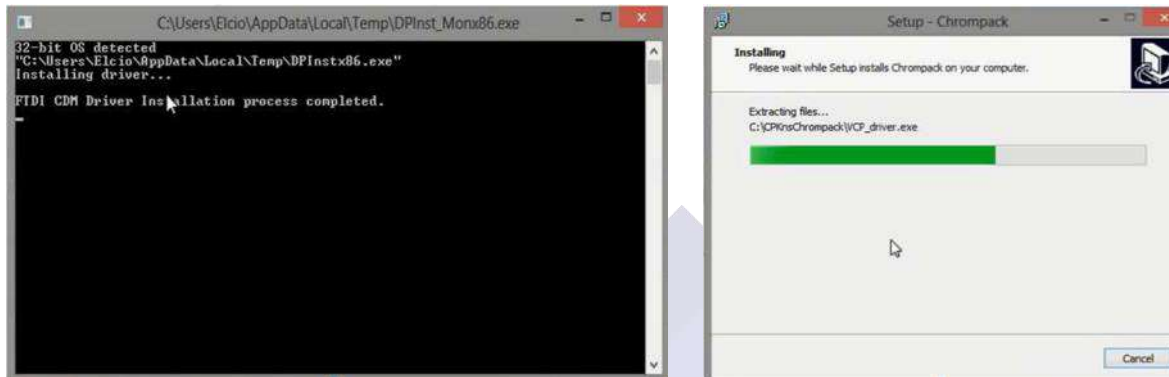 C:\Users\Elcio\AppData\Local\Temp\DPInst_Monx86.exe
32-bit OS detected
"C:\Users\Elcio\AppData\Local\Temp\DPInstx86.exe"
Installing driver...
FTDI CDM Driver Installation process completed.
Setup - Chrompack
Installing
Please wait while Setup installs Chrompack on your computer.
Extracting files...
C:\CPKnsChrompack\VCP_driver.exe
Cancel